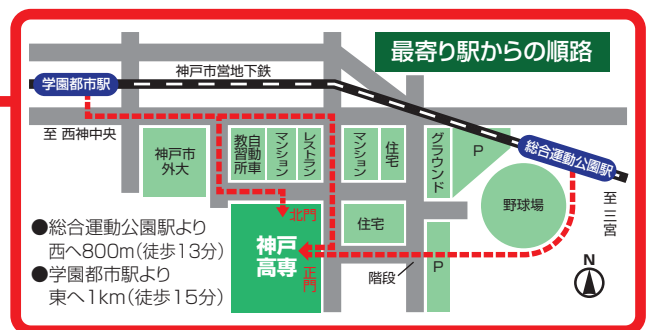 最寄り駅からの順路
神戸市営地下鉄
学園都市駅
至 西神中央
神戸市
外大
自動車
教習所
マンション
レストラン
マンション
住宅
グラウンド
P
総合運動公園駅
至 三宮
野球場
住宅
北門
神戸
高専
正門
階段
P
N
●総合運動公園駅より
西へ800m(徒歩13分)
●学園都市駅より
東へ1km(徒歩15分)